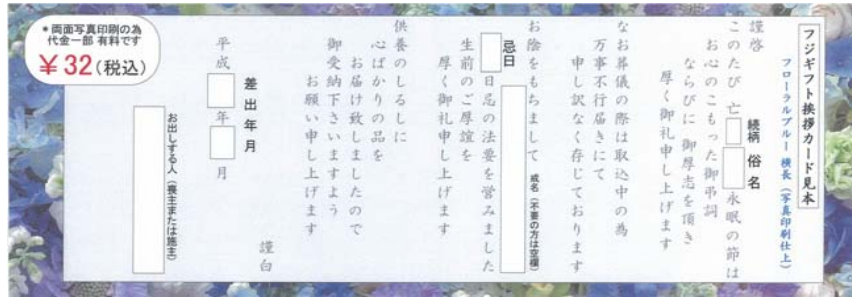 *両面写真印刷の為
代金一部 有料です
¥32(税込)
フジギフト挨拶カード見本
フローラルブルー 横長 (写真印刷仕上)
謹啓
続柄 俗名
このたび 亡 永眠の節は
お心のこもった御弔詞
ならびに 御厚志を頂き
厚く御礼申し上げます
なお葬儀の際は取込中の為
万事不行届きにて
申し訳なく存じております
お陰をもちまして 戒名 (不要の方は空欄)
忌日
日忌の法要を営みました
生前のご厚誼を
厚く御礼申し上げます
供養のしるしに
心ばかりの品を
お届け致しましたので
御受納下さいますよう
お願い申し上げます
謹白
差出年月
平成 年 月
お出しする人 (喪主または施主)